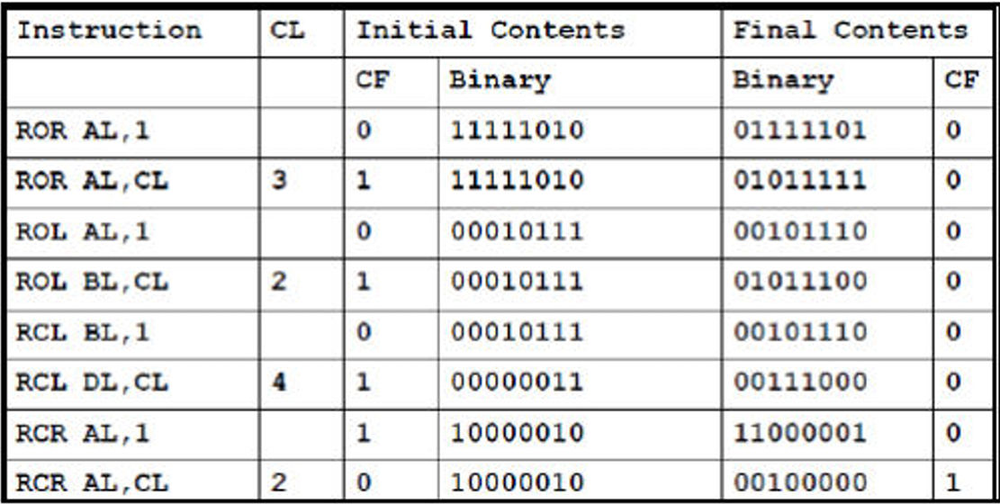 Instruction CL Initial Contents Final Contents
CF Binary Binary CF
ROR AL,1 0 11111010 01111101 0
ROR AL,CL 3 1 11111010 01011111 0
ROL AL,1 0 00010111 00101110 0
ROL BL,CL 2 1 00010111 01011100 0
RCL BL,1 0 00010111 00101110 0
RCL DL,CL 4 1 00000011 00111000 0
RCR AL,1 1 10000010 11000001 0
RCR AL,CL 2 0 10000010 00100000 1